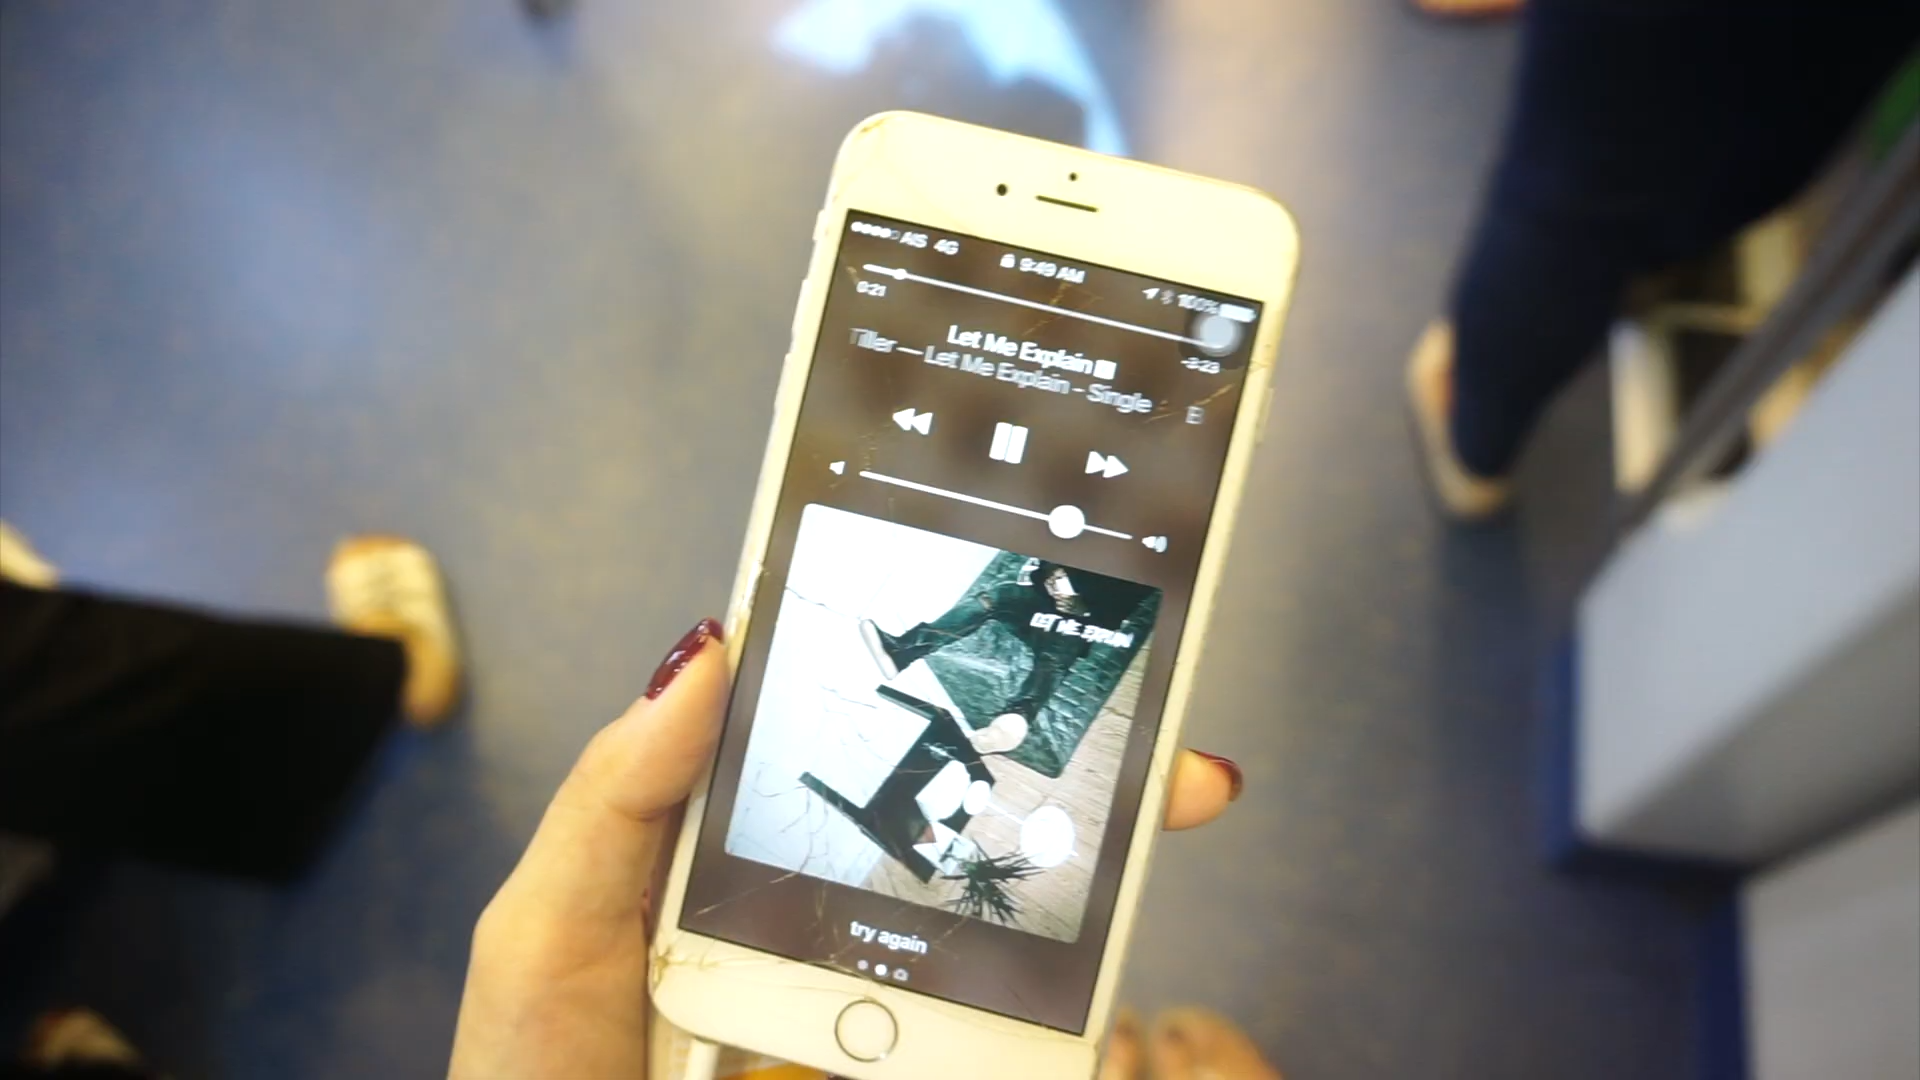 AIS 4G 9:49 AM 100%
0:21 -3:23
Let Me Explain
Tiller — Let Me Explain - Single B
LET ME EXPLAIN
try again